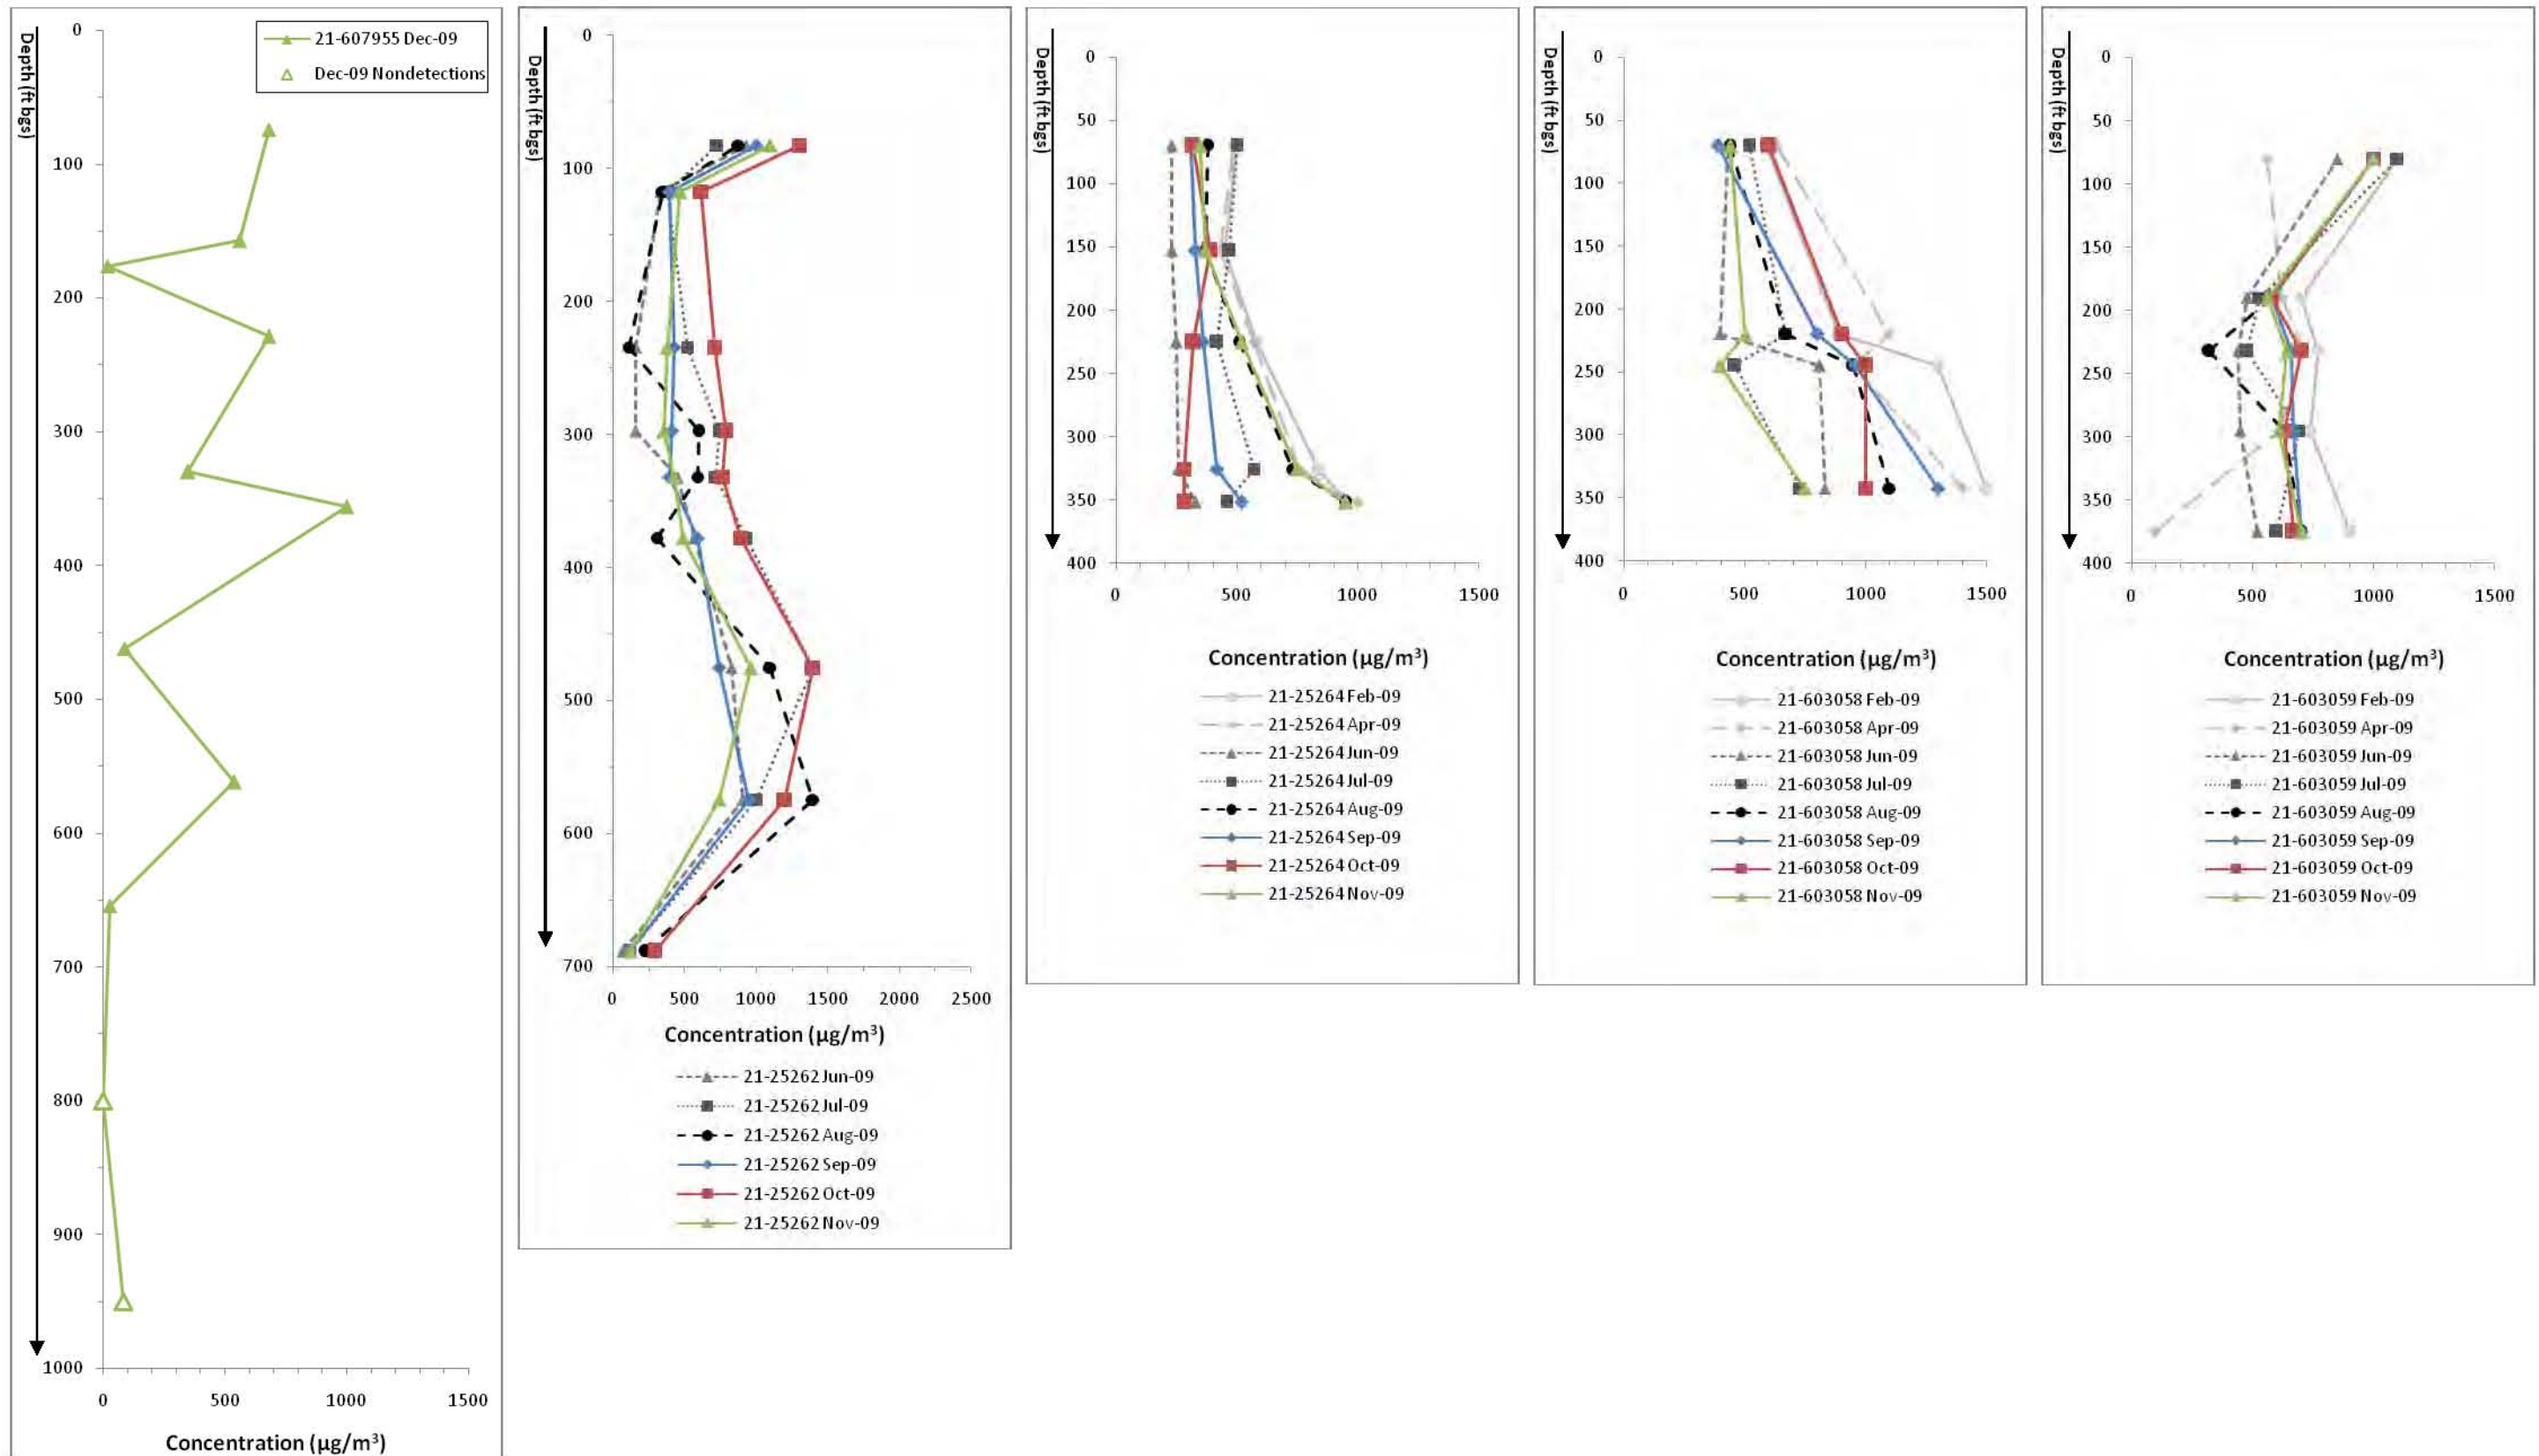 Depth (ft bgs)
21-607955 Dec-09
Dec-09 Nondetections
0
100
200
300
400
500
600
700
800
900
1000
0 500 1000 1500
Concentration (µg/m³)
Depth (ft bgs)
0
100
200
300
400
500
600
700
0 500 1000 1500 2000 2500
Concentration (µg/m³)
21-25262 Jun-09
21-25262 Jul-09
21-25262 Aug-09
21-25262 Sep-09
21-25262 Oct-09
21-25262 Nov-09
Depth (ft bgs)
0
50
100
150
200
250
300
350
400
0 500 1000 1500
Concentration (µg/m³)
21-25264 Feb-09
21-25264 Apr-09
21-25264 Jun-09
21-25264 Jul-09
21-25264 Aug-09
21-25264 Sep-09
21-25264 Oct-09
21-25264 Nov-09
Depth (ft bgs)
0
50
100
150
200
250
300
350
400
0 500 1000 1500
Concentration (µg/m³)
21-603058 Feb-09
21-603058 Apr-09
21-603058 Jun-09
21-603058 Jul-09
21-603058 Aug-09
21-603058 Sep-09
21-603058 Oct-09
21-603058 Nov-09
Depth (ft bgs)
0
50
100
150
200
250
300
350
400
0 500 1000 1500
Concentration (µg/m³)
21-603059 Feb-09
21-603059 Apr-09
21-603059 Jun-09
21-603059 Jul-09
21-603059 Aug-09
21-603059 Sep-09
21-603059 Oct-09
21-603059 Nov-09